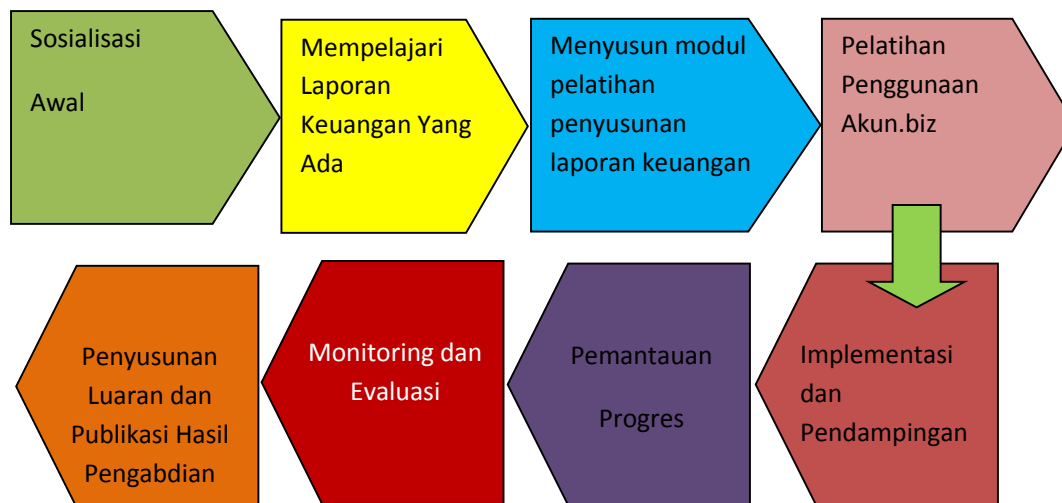 Sosialisasi
Awal
Mempelajari
Laporan
Keuangan Yang
Ada
Menyusun modul
pelatihan
penyusunan
laporan keuangan
Pelatihan
Penggunaan
Akun.biz
Implementasi
dan
Pendampingan
Pemantauan
Progres
Monitoring dan
Evaluasi
Penyusunan
Luaran dan
Publikasi Hasil
Pengabdian